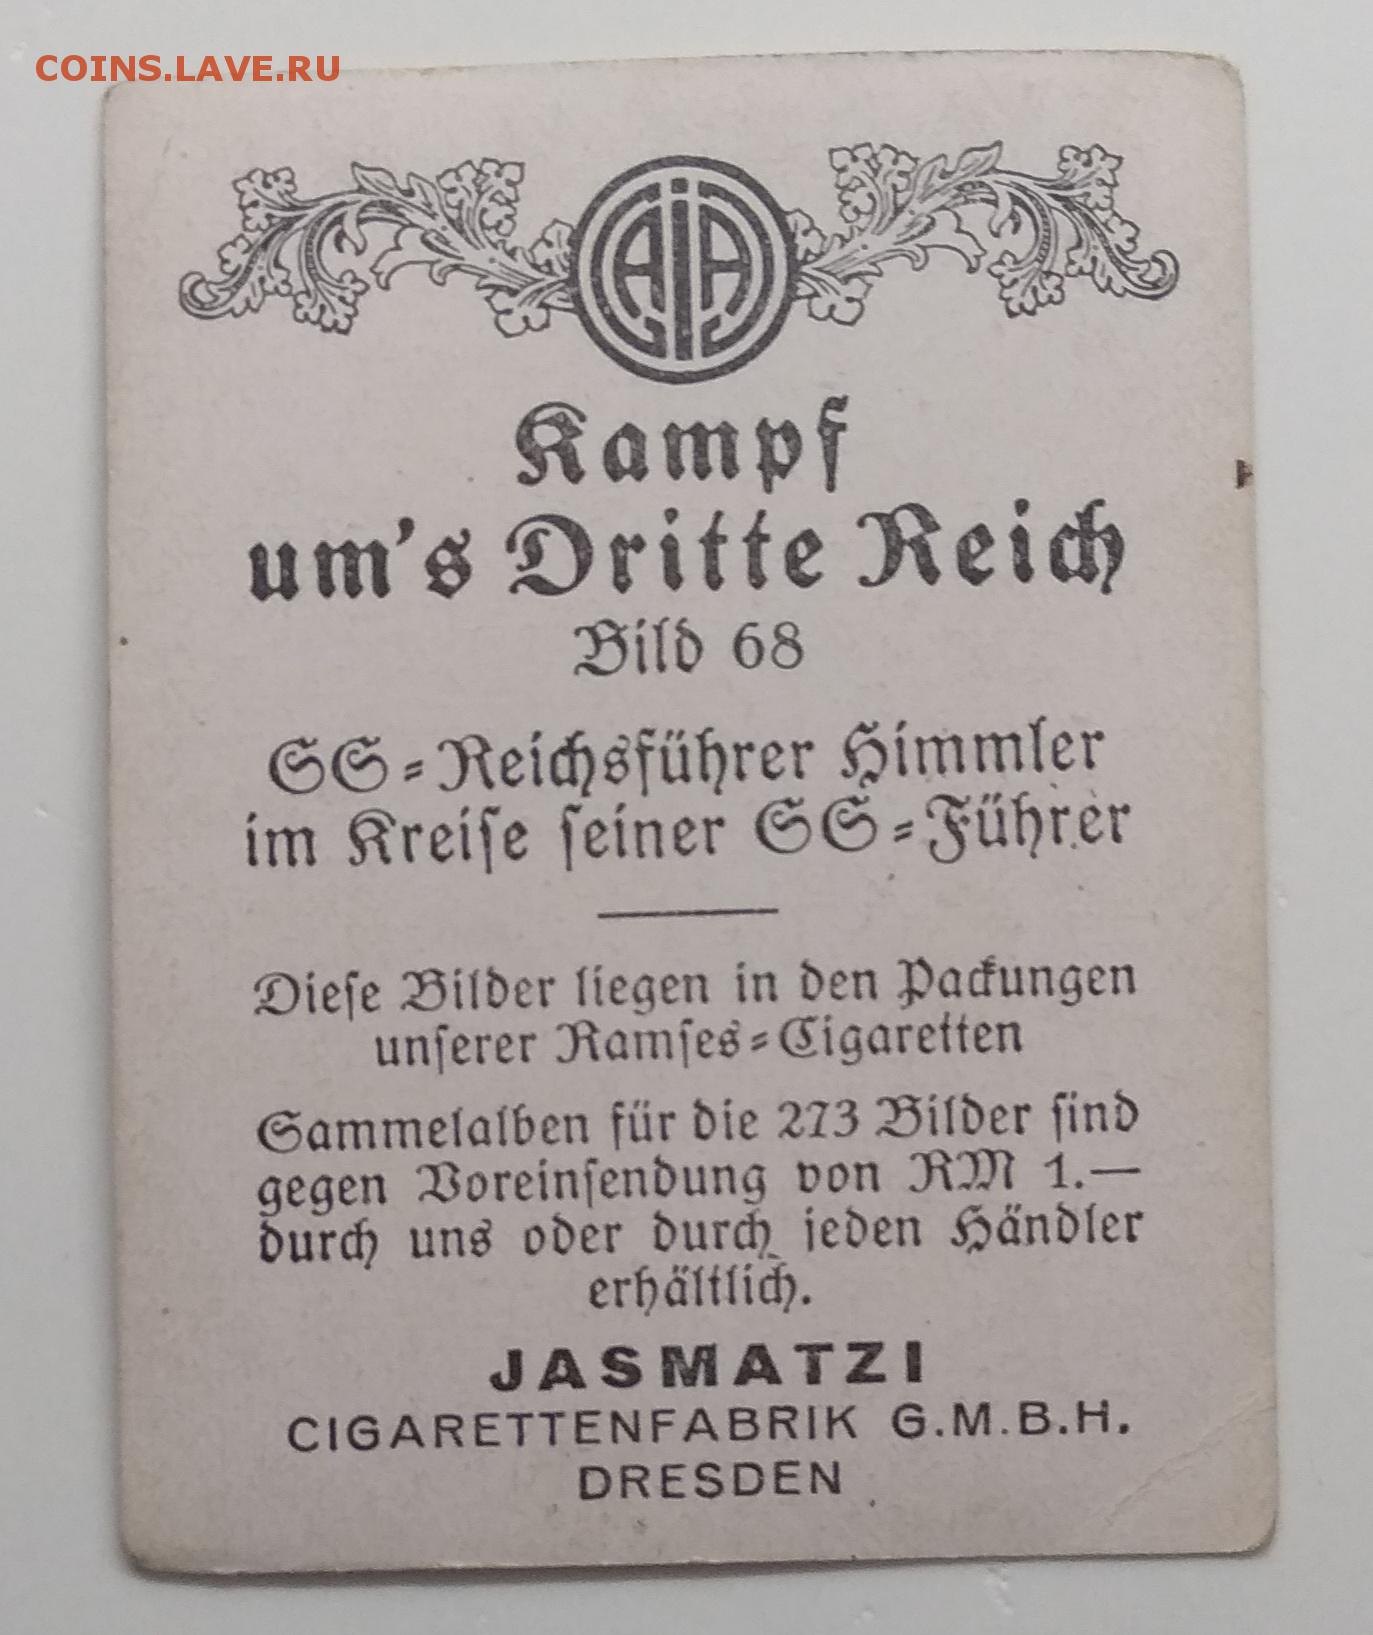 COINS.LAVE.RU
AIA
Kampf
um's Dritte Reich
Bild 68
SS=Reichsführer Himmler
im Kreiſe ſeiner SS=Führer
Dieſe Bilder liegen in den Packungen
unſerer Ramſes=Cigaretten
Sammelalben für die 273 Bilder ſind
gegen Voreinſendung von RM 1.—
durch uns oder durch jeden Händler
erhältlich.
JASMATZI
CIGARETTENFABRIK G.M.B.H.
DRESDEN